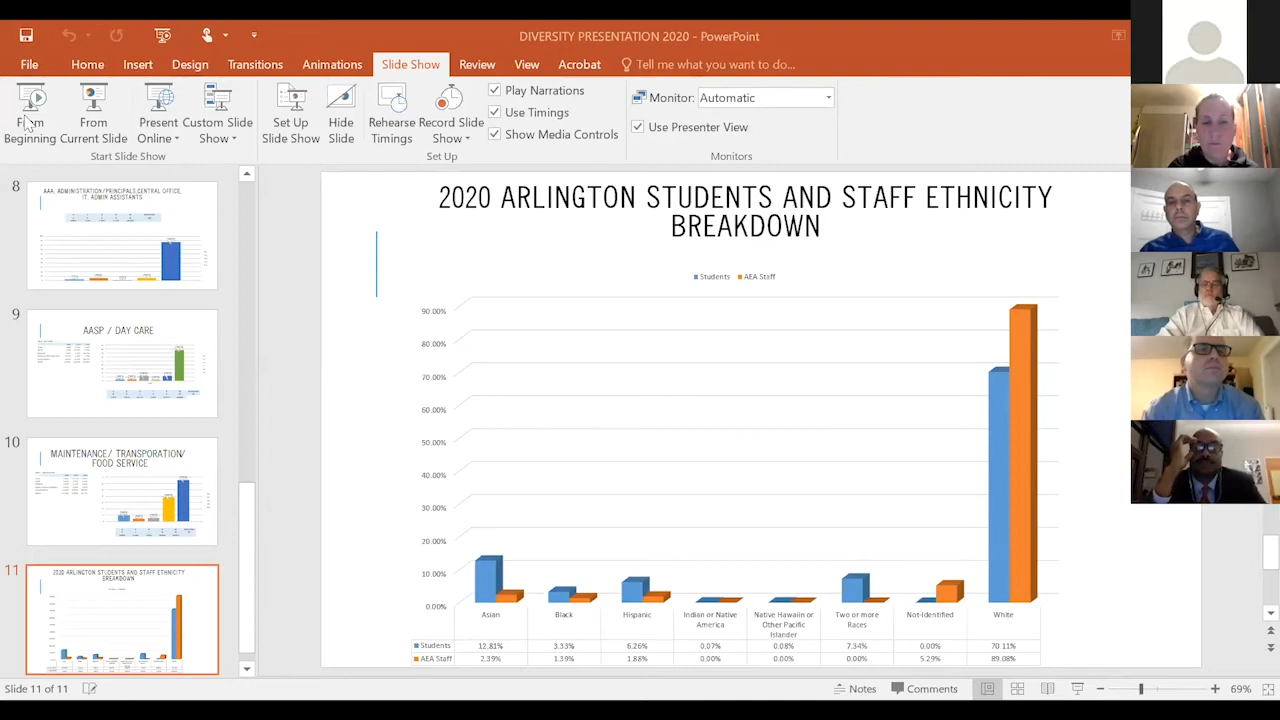 DIVERSITY PRESENTATION 2020 - PowerPoint
File Home Insert Design Transitions Animations Slide Show Review View Acrobat Tell me what you want to do...
From Beginning
From Current Slide
Present Online
Custom Slide Show
Start Slide Show
Set Up Slide Show
Hide Slide
Rehearse Timings
Record Slide Show
Play Narrations
Use Timings
Show Media Controls
Set Up
Monitor: Automatic
Use Presenter View
Monitors
8
AAA, ADMINISTRATION/PRINCIPALS,CENTRAL OFFICE,
IT, ADMIN ASSISTANTS
9
AASP / DAY CARE
10
MAINTENANCE/ TRANSPORATION/
FOOD SERVICE
11
2020 ARLINGTON STUDENTS AND STAFF ETHNICITY
BREAKDOWN
2020 ARLINGTON STUDENTS AND STAFF ETHNICITY
BREAKDOWN
Students AEA Staff
90.00%
80.00%
70.00%
60.00%
50.00%
40.00%
30.00%
20.00%
10.00%
0.00%
Asian
Black
Hispanic
Indian or Native
America
Native Hawaiin or
Other Pacific
Islander
Two or more
Races
Not-Identified
White
Students 12.81% 3.33% 6.26% 0.07% 0.08% 7.34% 0.00% 70.11%
AEA Staff 2.39% 1.39% 1.88% 0.00% 0.00% 0.00% 5.29% 89.08%
Slide 11 of 11
Notes
Comments
69%